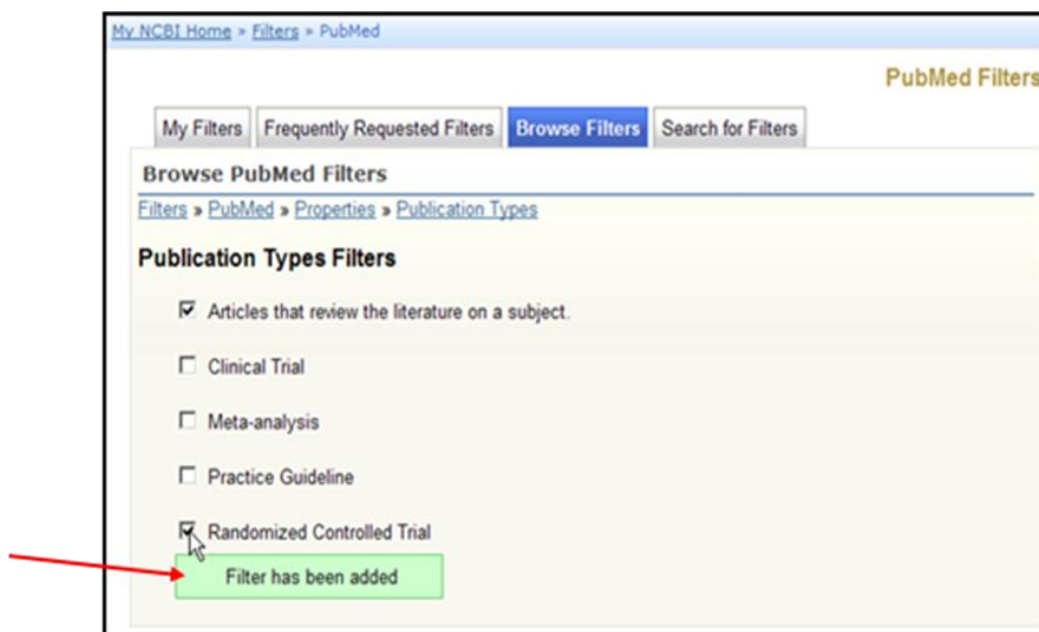 My NCBI Home » Filters » PubMed
PubMed Filters
My Filters Frequently Requested Filters Browse Filters Search for Filters
Browse PubMed Filters
Filters » PubMed » Properties » Publication Types
Publication Types Filters
Articles that review the literature on a subject.
Clinical Trial
Meta-analysis
Practice Guideline
Randomized Controlled Trial
Filter has been added